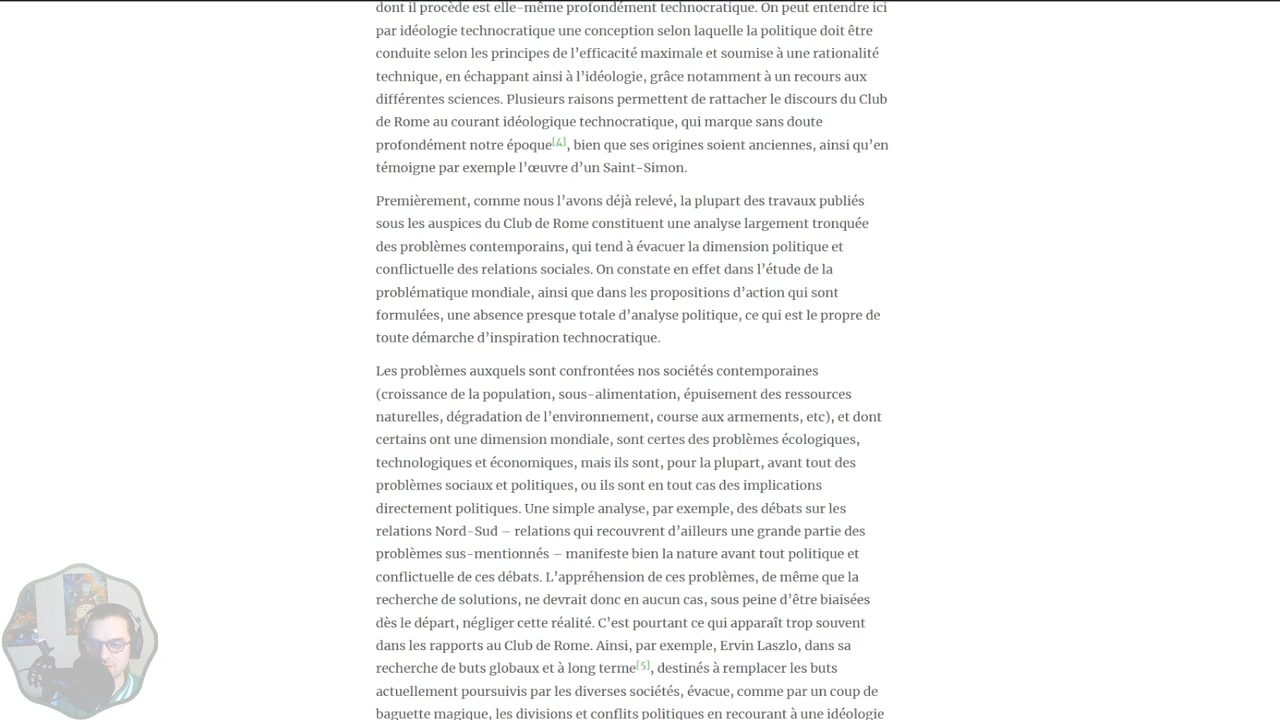 dont il procède est elle-même profondément technocratique. On peut entendre ici
par idéologie technocratique une conception selon laquelle la politique doit être
conduite selon les principes de l’efficacité maximale et soumise à une rationalité
technique, en échappant ainsi à l’idéologie, grâce notamment à un recours aux
différentes sciences. Plusieurs raisons permettent de rattacher le discours du Club
de Rome au courant idéologique technocratique, qui marque sans doute
profondément notre époque[4], bien que ses origines soient anciennes, ainsi qu’en
témoigne par exemple l’œuvre d’un Saint-Simon.
Premièrement, comme nous l’avons déjà relevé, la plupart des travaux publiés
sous les auspices du Club de Rome constituent une analyse largement tronquée
des problèmes contemporains, qui tend à évacuer la dimension politique et
conflictuelle des relations sociales. On constate en effet dans l’étude de la
problématique mondiale, ainsi que dans les propositions d’action qui sont
formulées, une absence presque totale d’analyse politique, ce qui est le propre de
toute démarche d’inspiration technocratique.
Les problèmes auxquels sont confrontées nos sociétés contemporaines
(croissance de la population, sous-alimentation, épuisement des ressources
naturelles, dégradation de l’environnement, course aux armements, etc), et dont
certains ont une dimension mondiale, sont certes des problèmes écologiques,
technologiques et économiques, mais ils sont, pour la plupart, avant tout des
problèmes sociaux et politiques, ou ils sont en tout cas des implications
directement politiques. Une simple analyse, par exemple, des débats sur les
relations Nord-Sud – relations qui recouvrent d’ailleurs une grande partie des
problèmes sus-mentionnés – manifeste bien la nature avant tout politique et
conflictuelle de ces débats. L’appréhension de ces problèmes, de même que la
recherche de solutions, ne devrait donc en aucun cas, sous peine d’être biaisées
dès le départ, négliger cette réalité. C’est pourtant ce qui apparaît trop souvent
dans les rapports au Club de Rome. Ainsi, par exemple, Ervin Laszlo, dans sa
recherche de buts globaux et à long terme[5], destinés à remplacer les buts
actuellement poursuivis par les diverses sociétés, évacue, comme par un coup de
baguette magique, les divisions et conflits politiques en recourant à une idéologie